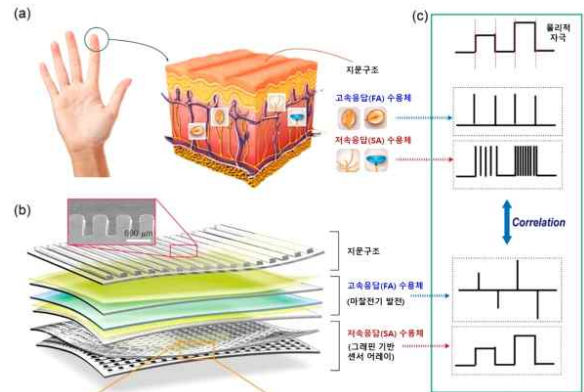 (a)
지문구조
고속응답(FA) 수용체
저속응답(SA) 수용체
(b)
600 μm
지문구조
고속응답(FA) 수용체
(마찰전기 발전)
저속응답(SA) 수용체
(그래핀 기반
센서 어레이)
(c)
물리적
자극
Correlation